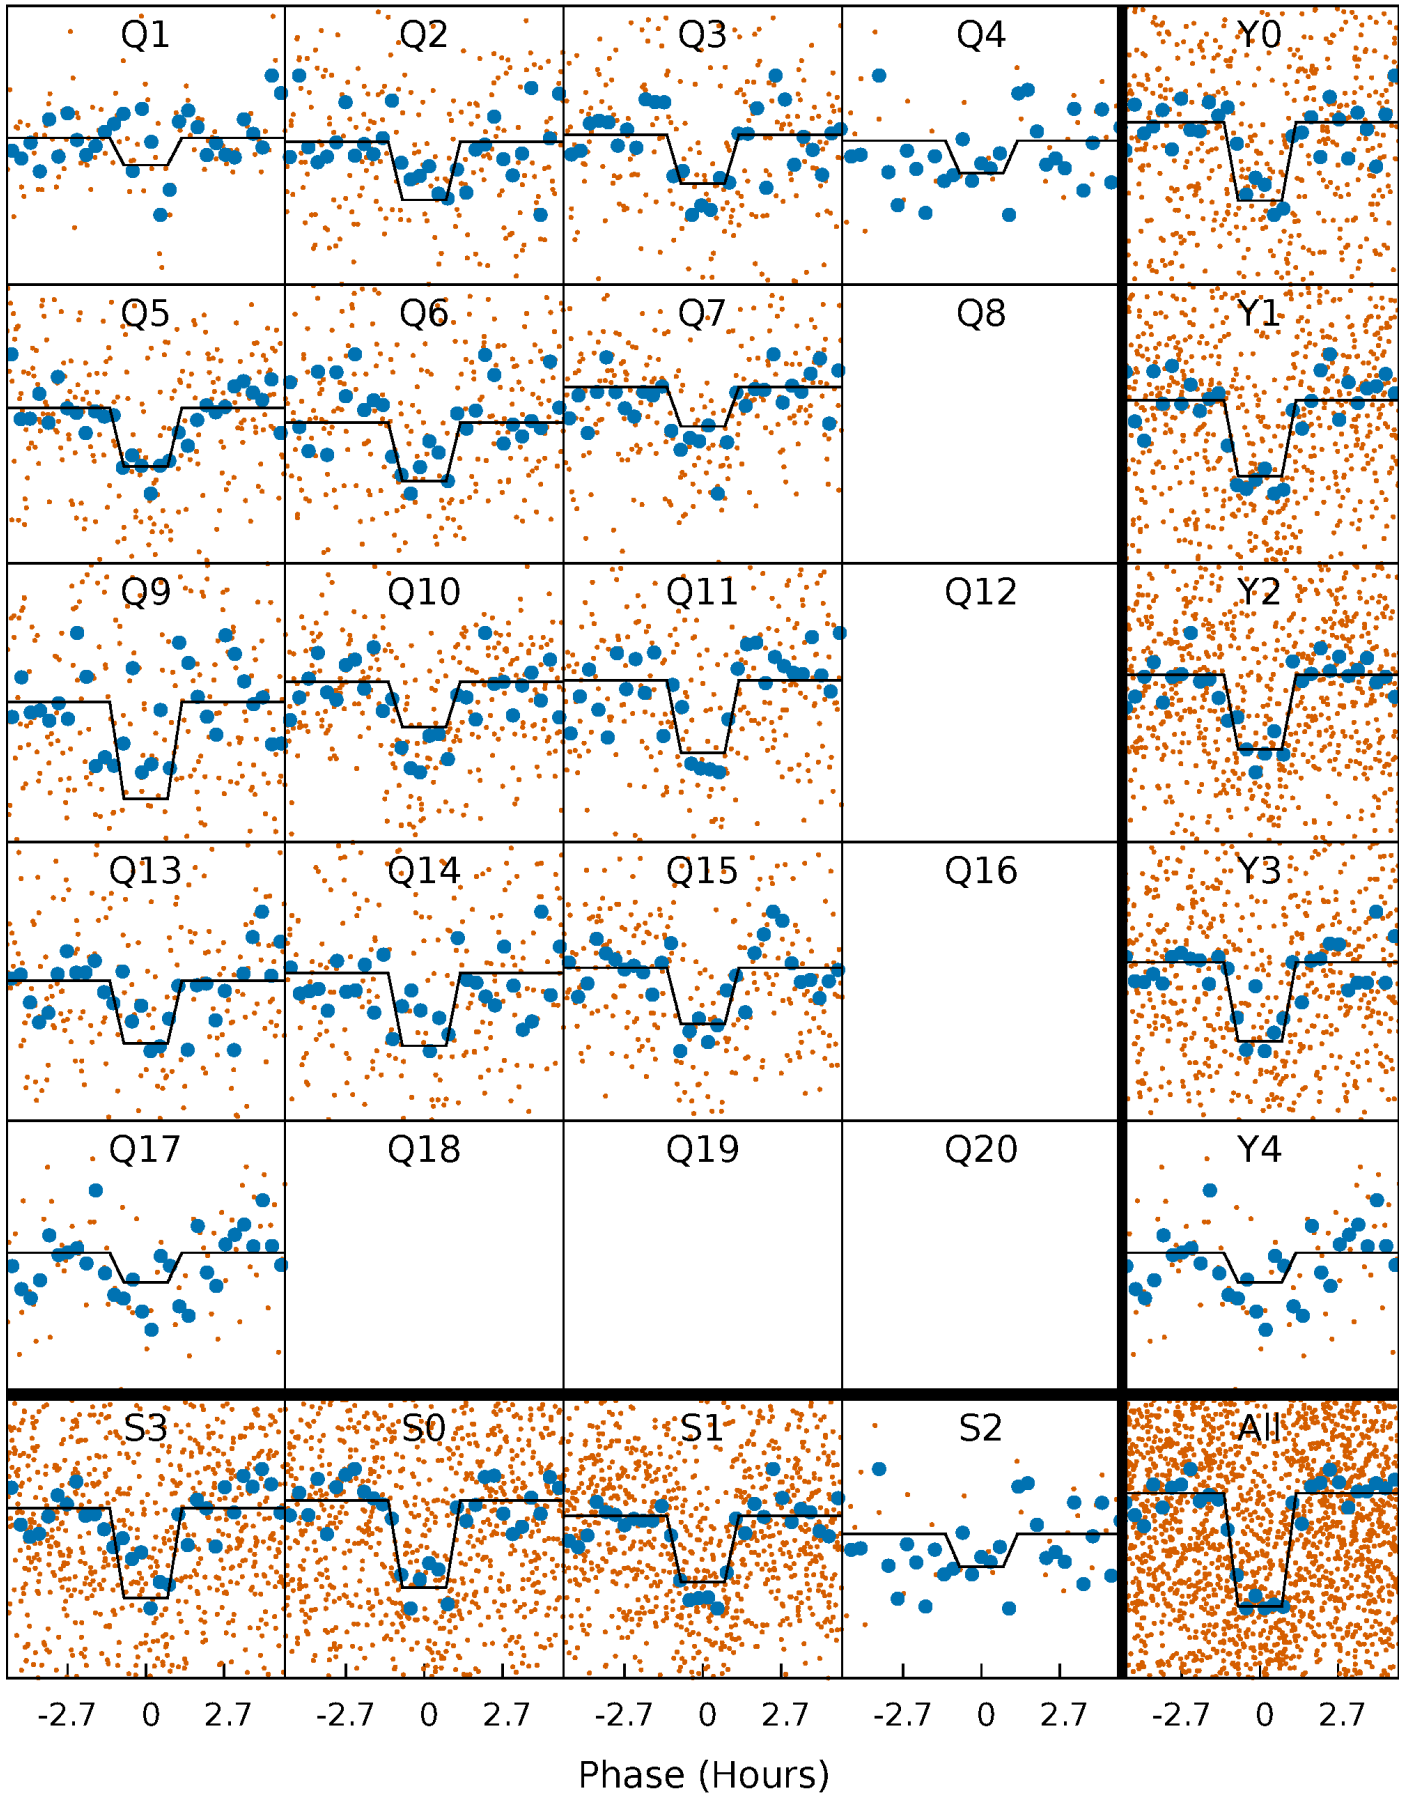 Q1 Q2 Q3 Q4 Y0
Q5 Q6 Q7 Q8 Y1
Q9 Q10 Q11 Q12 Y2
Q13 Q14 Q15 Q16 Y3
Q17 Q18 Q19 Q20 Y4
S3 S0 S1 S2 All
-2.7 0 2.7 -2.7 0 2.7 -2.7 0 2.7 -2.7 0 2.7 -2.7 0 2.7
Phase (Hours)